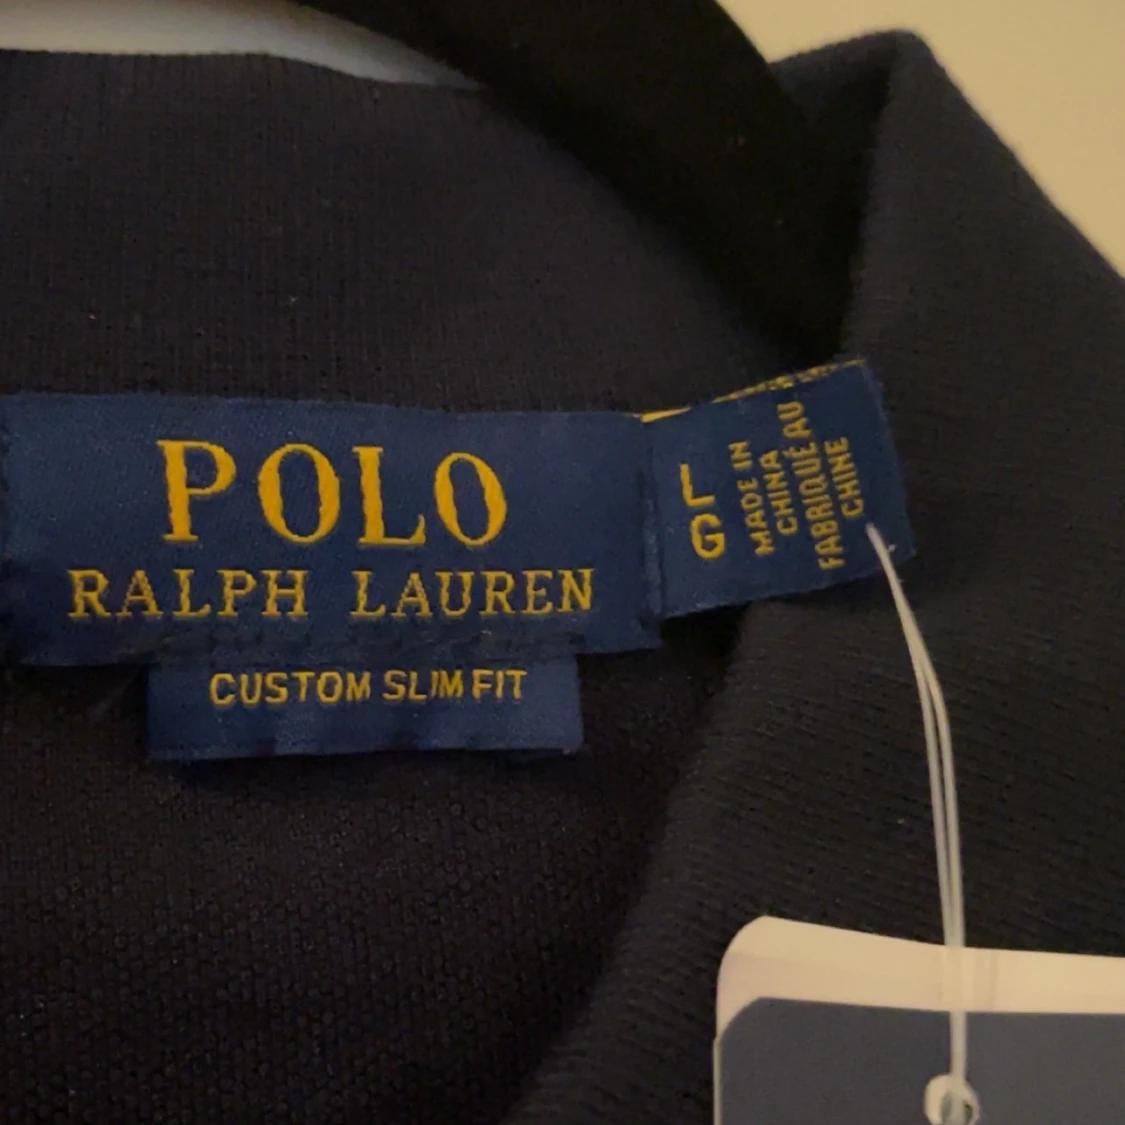 POLO
RALPH LAUREN
CUSTOM SLIM FIT
L
G
MADE IN
CHINA
FABRIQUÉ AU
CHINE